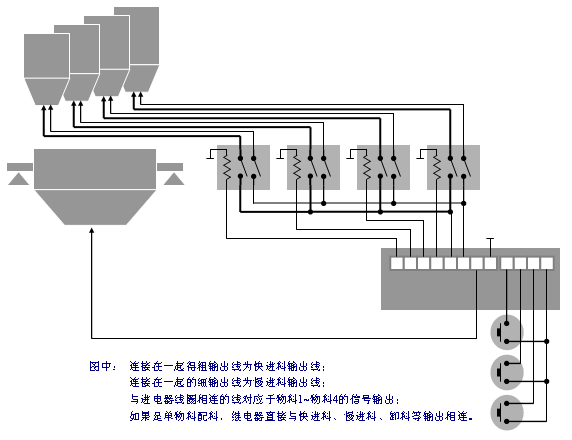 图中： 连接在一起得粗输出线为快进料输出线；
连接在一起的细输出线为慢进料输出线；
与进电器线圈相连的线对应于物料1~物料4的信号输出；
如果是单物料配料，继电器直接与快进料、慢进料、卸料等输出相连。